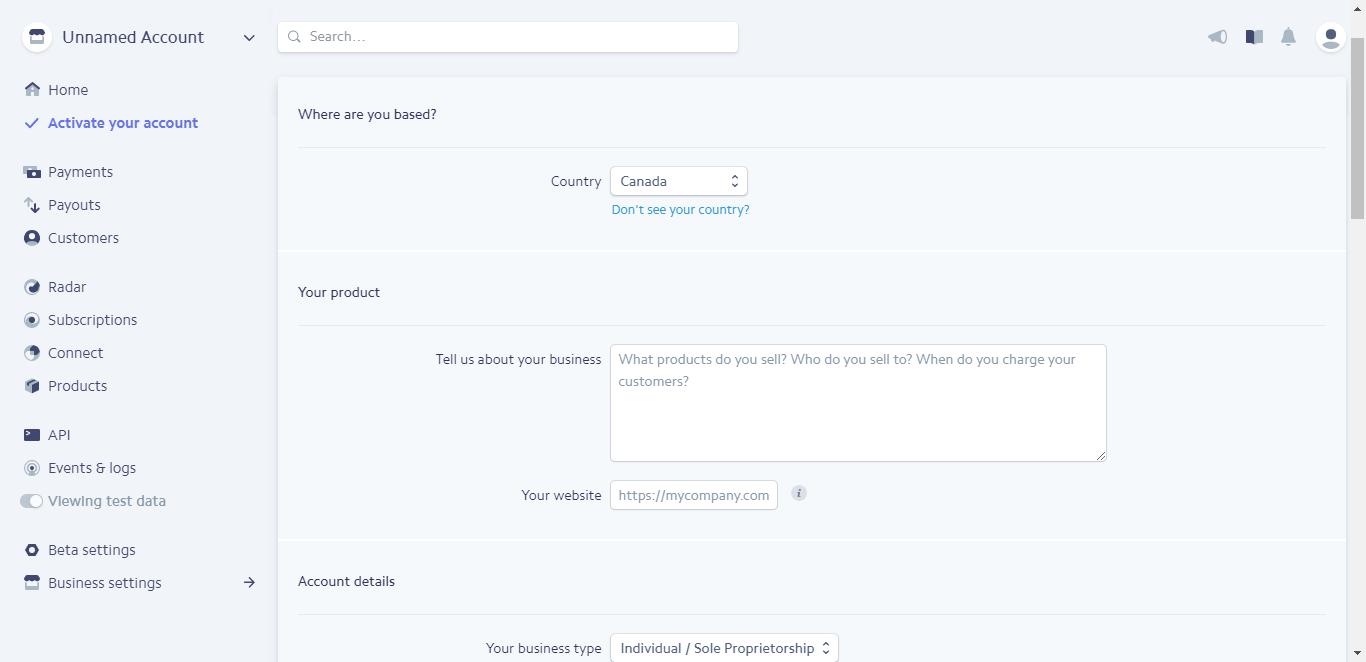 Unnamed Account
Search...
Home
Activate your account
Payments
Payouts
Customers
Radar
Subscriptions
Connect
Products
API
Events & logs
Viewing test data
Beta settings
Business settings
Where are you based?
Country
Canada
Don't see your country?
Your product
Tell us about your business
What products do you sell? Who do you sell to? When do you charge your
customers?
Your website
https://mycompany.com
i
Account details
Your business type
Individual / Sole Proprietorship